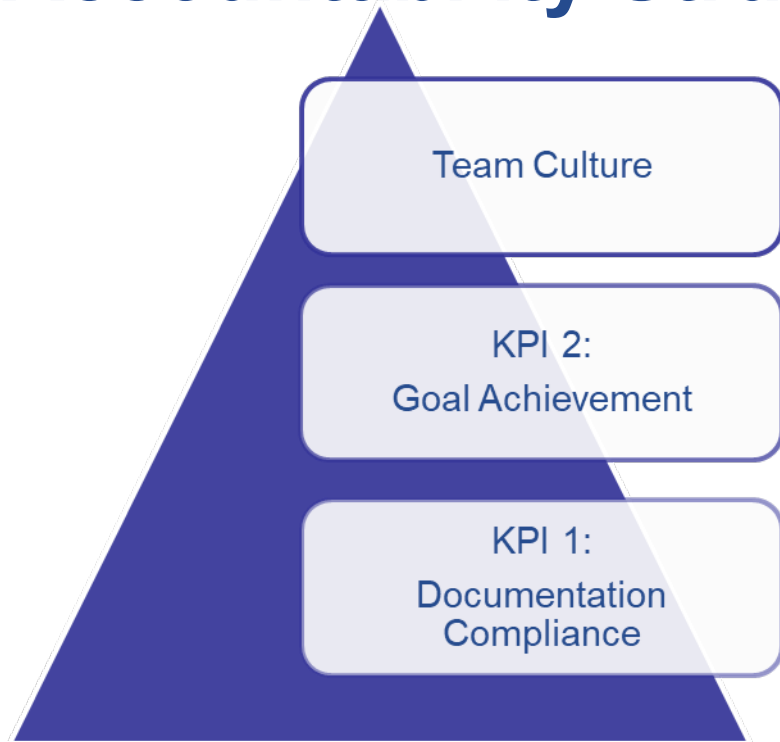 Team Culture
KPI 2:
Goal Achievement
KPI 1:
Documentation
Compliance